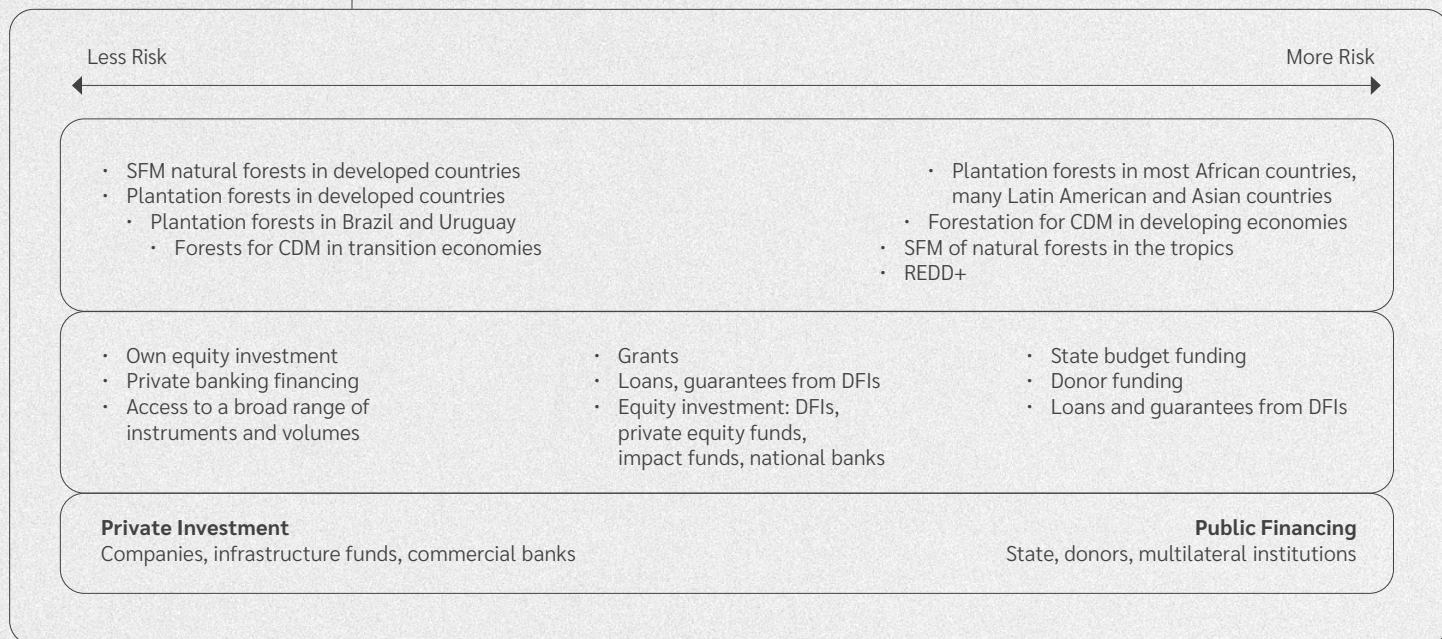 Less Risk
More Risk
· SFM natural forests in developed countries
· Plantation forests in developed countries
· Plantation forests in Brazil and Uruguay
· Forests for CDM in transition economies
· Plantation forests in most African countries,
many Latin American and Asian countries
· Forestation for CDM in developing economies
· SFM of natural forests in the tropics
· REDD+
· Own equity investment
· Private banking financing
· Access to a broad range of
instruments and volumes
· Grants
· Loans, guarantees from DFIs
· Equity investment: DFIs,
private equity funds,
impact funds, national banks
· State budget funding
· Donor funding
· Loans and guarantees from DFIs
Private Investment
Companies, infrastructure funds, commercial banks
Public Financing
State, donors, multilateral institutions